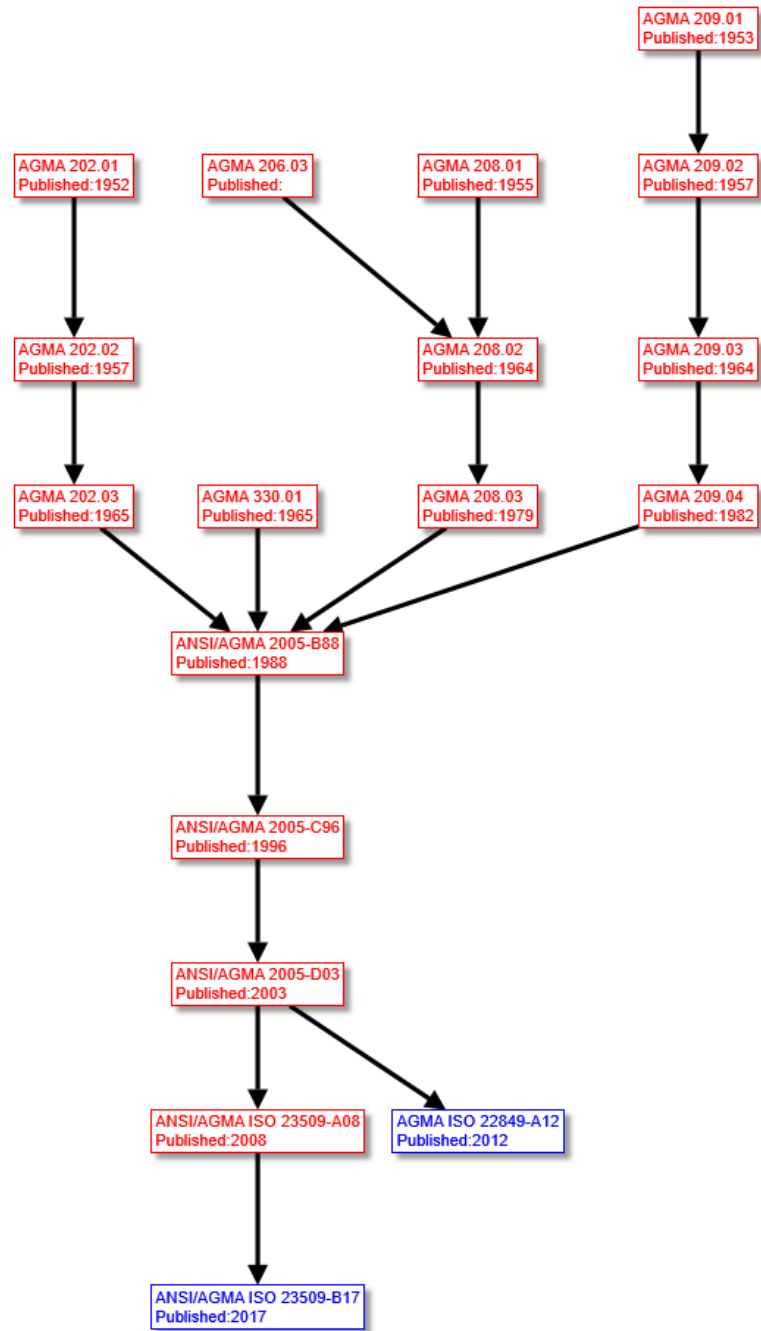 AGMA 209.01
Published:1953
AGMA 202.01
Published:1952
AGMA 206.03
Published:
AGMA 208.01
Published:1955
AGMA 209.02
Published:1957
AGMA 202.02
Published:1957
AGMA 208.02
Published:1964
AGMA 209.03
Published:1964
AGMA 202.03
Published:1965
AGMA 330.01
Published:1965
AGMA 208.03
Published:1979
AGMA 209.04
Published:1982
ANSI/AGMA 2005-B88
Published:1988
ANSI/AGMA 2005-C96
Published:1996
ANSI/AGMA 2005-D03
Published:2003
ANSI/AGMA ISO 23509-A08
Published:2008
AGMA ISO 22849-A12
Published:2012
ANSI/AGMA ISO 23509-B17
Published:2017